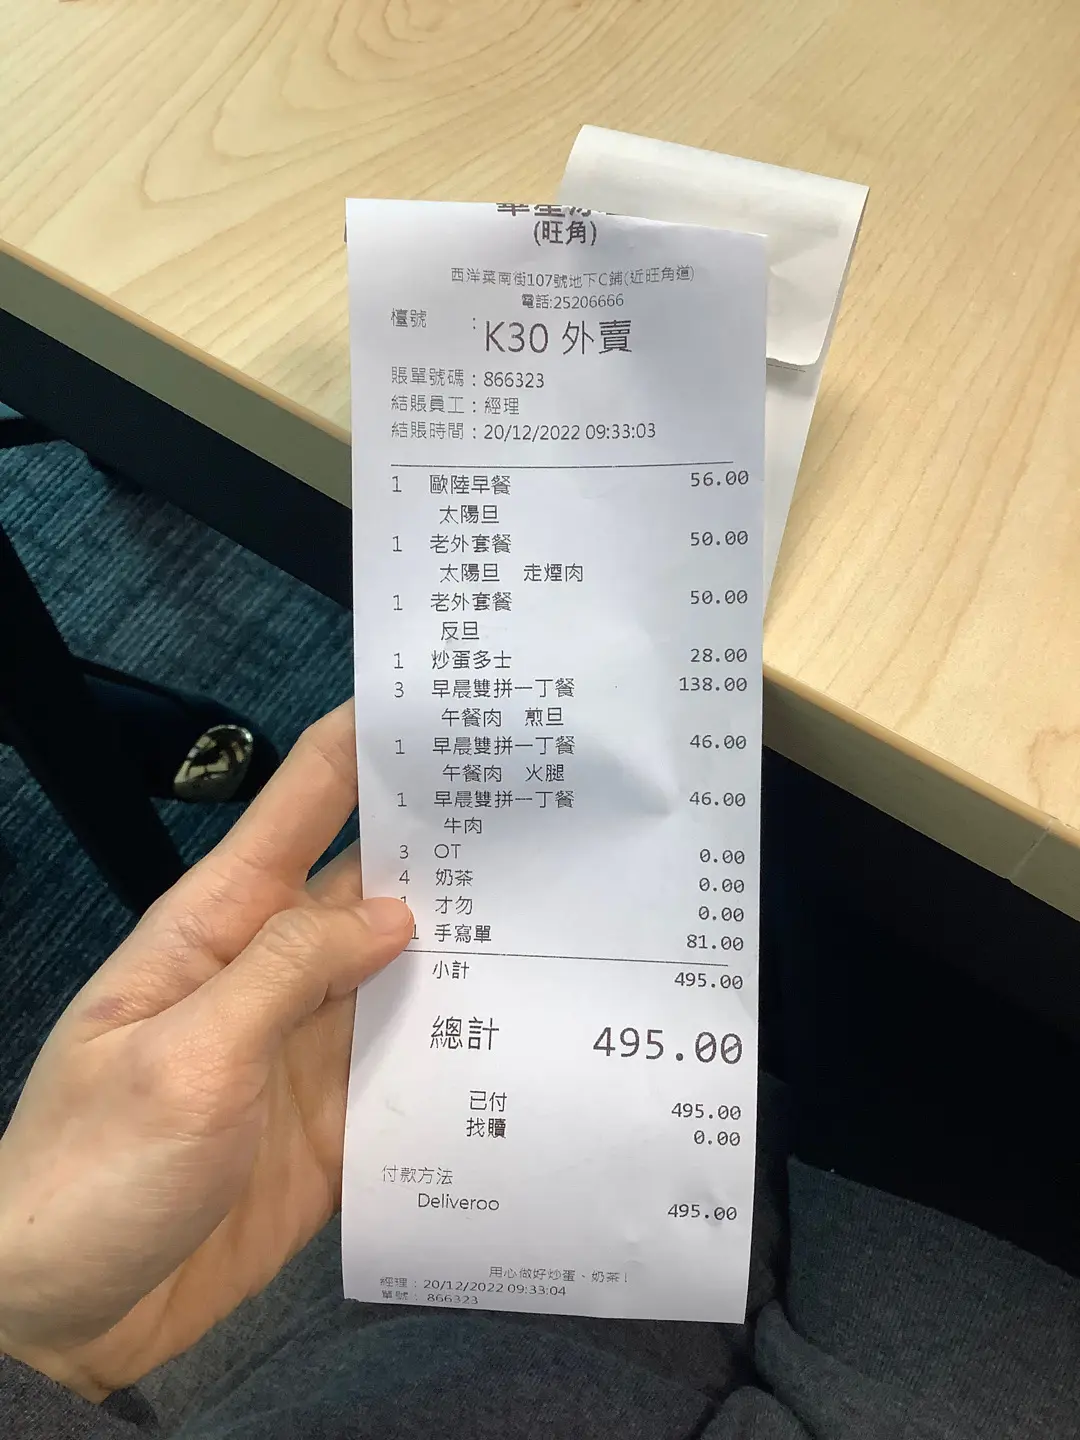 (旺角)
西洋菜南街107號地下C鋪(近旺角道)
電話:25206666
檯號 : K30 外賣
賬單號碼 : 866323
結賬員工 : 經理
結賬時間 : 20/12/2022 09:33:03
1 歐陸早餐 56.00
太陽旦
1 老外套餐 50.00
太陽旦 走煙肉
1 老外套餐 50.00
反旦
1 炒蛋多士 28.00
3 早晨雙拼一丁餐 138.00
午餐肉 煎旦
1 早晨雙拼一丁餐 46.00
午餐肉 火腿
1 早晨雙拼一丁餐 46.00
牛肉
3 OT 0.00
4 奶茶 0.00
1 才勿 0.00
1 手寫單 81.00
小計 495.00
總計 495.00
已付 495.00
找贖 0.00
付款方法
Deliveroo 495.00
用心做好炒蛋、奶茶!
經理 : 20/12/2022 09:33:04
單號 : 866323